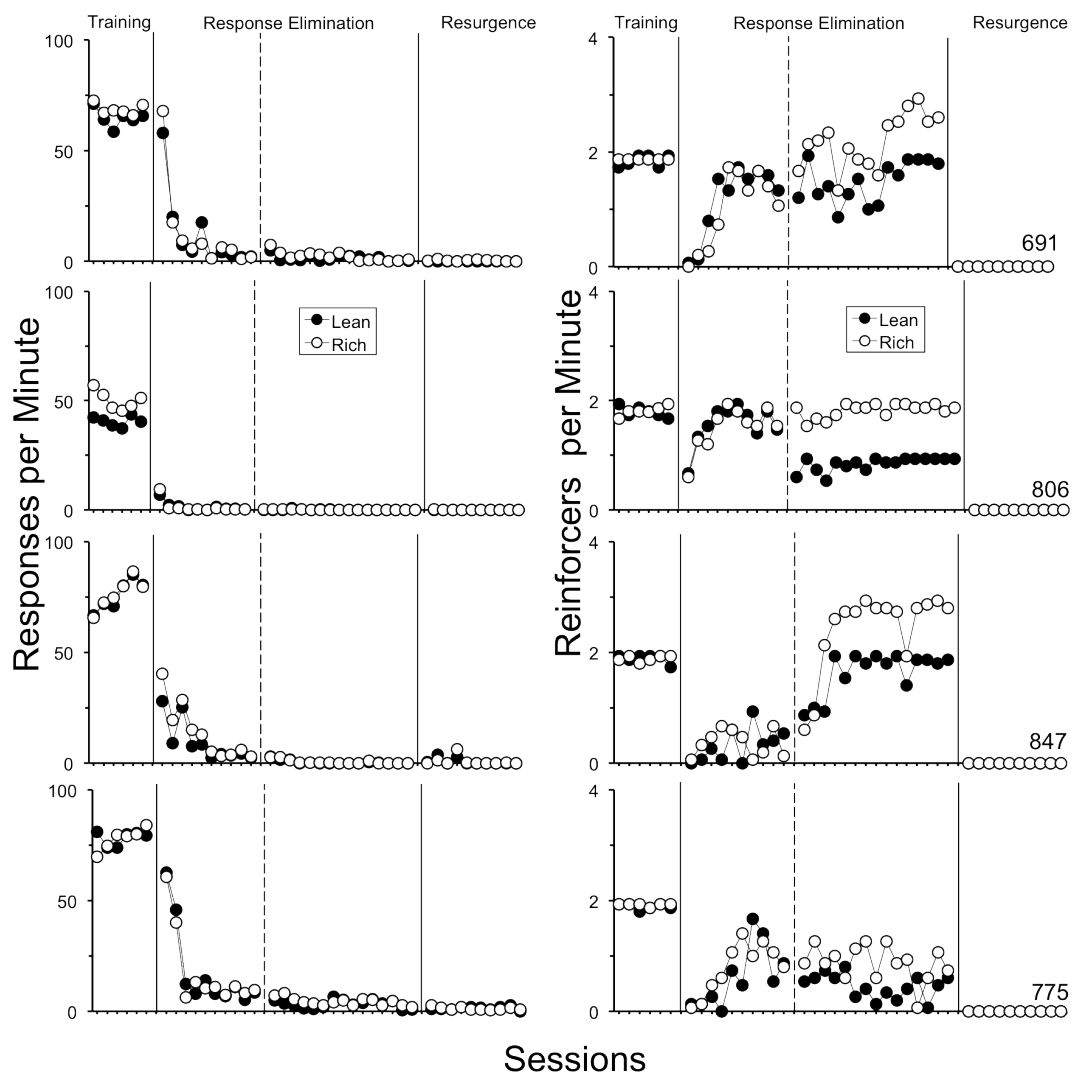 Training Response Elimination Resurgence Training Response Elimination Resurgence
100 4
50 2
0 0
691
100 4
Lean Lean
Rich Rich
50 2
0 0
806
100 4
50 2
0 0
847
100 4
50 2
0 0
775
Responses per Minute
Reinforcers per Minute
Sessions